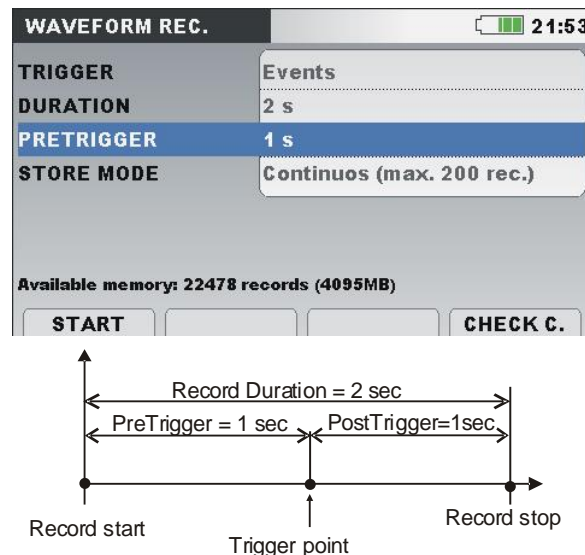 WAVEFORM REC. 21:53
TRIGGER Events
DURATION 2 s
PRETRIGGER 1 s
STORE MODE Continuos (max. 200 rec.)
Available memory: 22478 records (4095MB)
START CHECK C.
Record Duration = 2 sec
PreTrigger = 1 sec PostTrigger=1sec
Record start Record stop
Trigger point